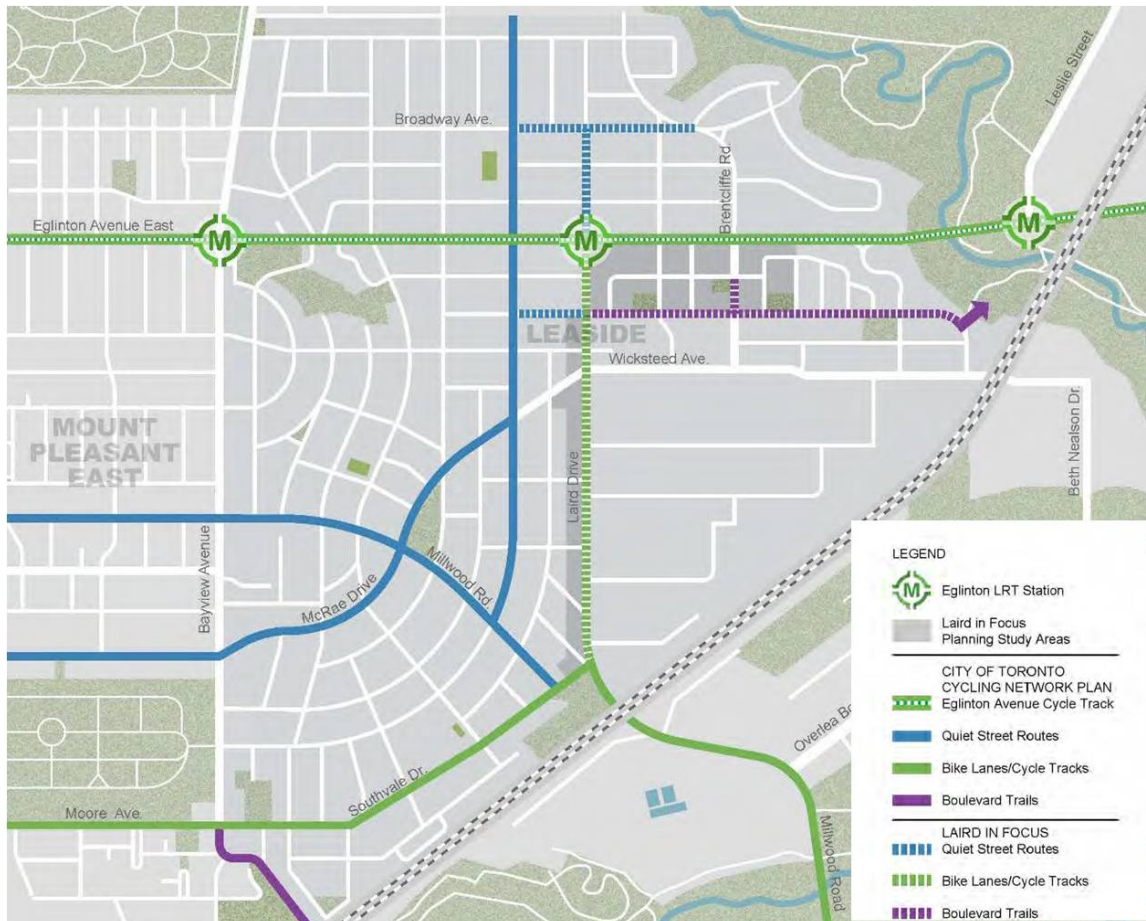 Broadway Ave.
Leslie Street
Brentcliffe Rd.
Eglinton Avenue East
M
M
M
LEASIDE
Wicksteed Ave.
MOUNT
PLEASANT
EAST
Laird Drive
Beth Nealson Dr.
Bayview Avenue
Millwood Rd.
McRae Drive
Southvale Dr.
Moore Ave.
Overlea Bo
Millwood Road
LEGEND
M
Eglinton LRT Station
Laird in Focus
Planning Study Areas
CITY OF TORONTO
CYCLING NETWORK PLAN
Eglinton Avenue Cycle Track
Quiet Street Routes
Bike Lanes/Cycle Tracks
Boulevard Trails
LAIRD IN FOCUS
Quiet Street Routes
Bike Lanes/Cycle Tracks
Boulevard Trails